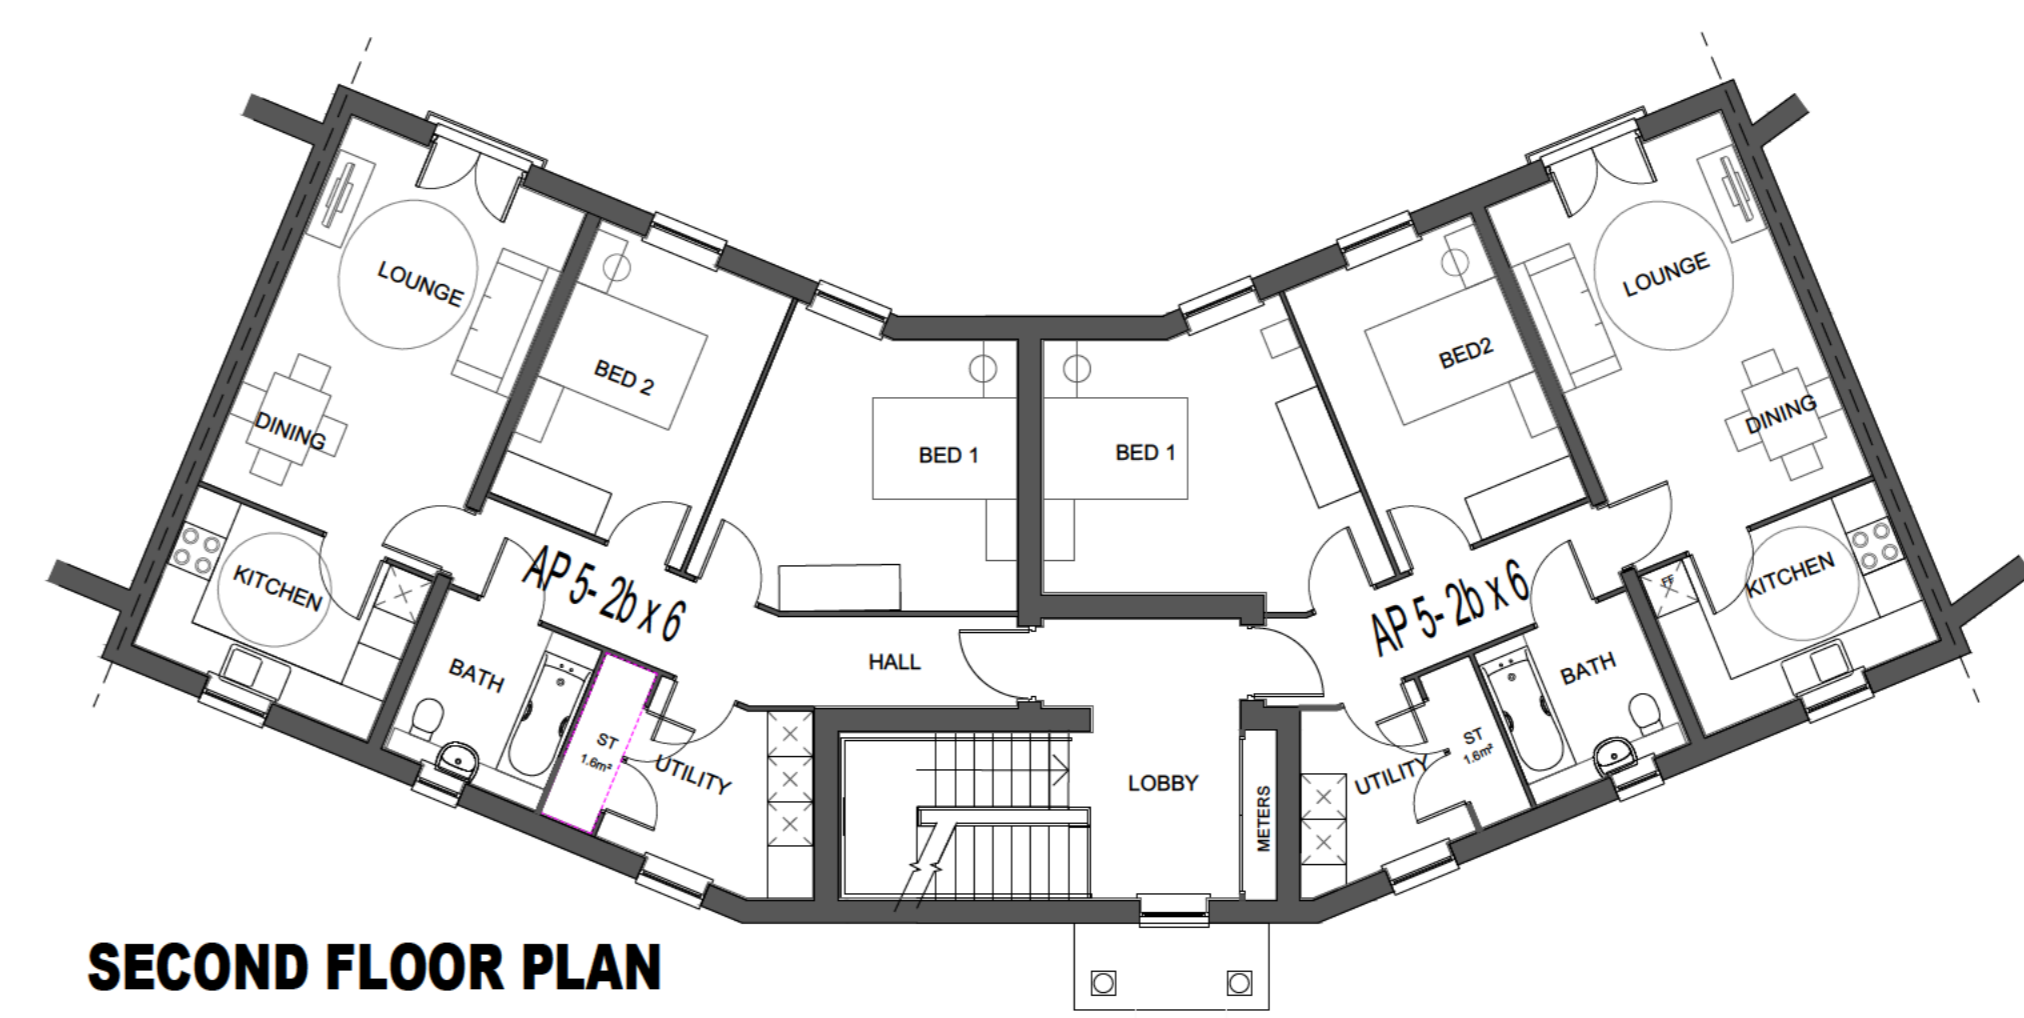 LOUNGE
LOUNGE
BED 2
BED2
DINING
DINING
BED 1
BED 1
KITCHEN
AP 5- 2b x 6
AP 5- 2b x 6
FF
KITCHEN
BATH
HALL
BATH
ST
1.6m²
UTILITY
LOBBY
METERS
UTILITY
ST
1.6m²
SECOND FLOOR PLAN